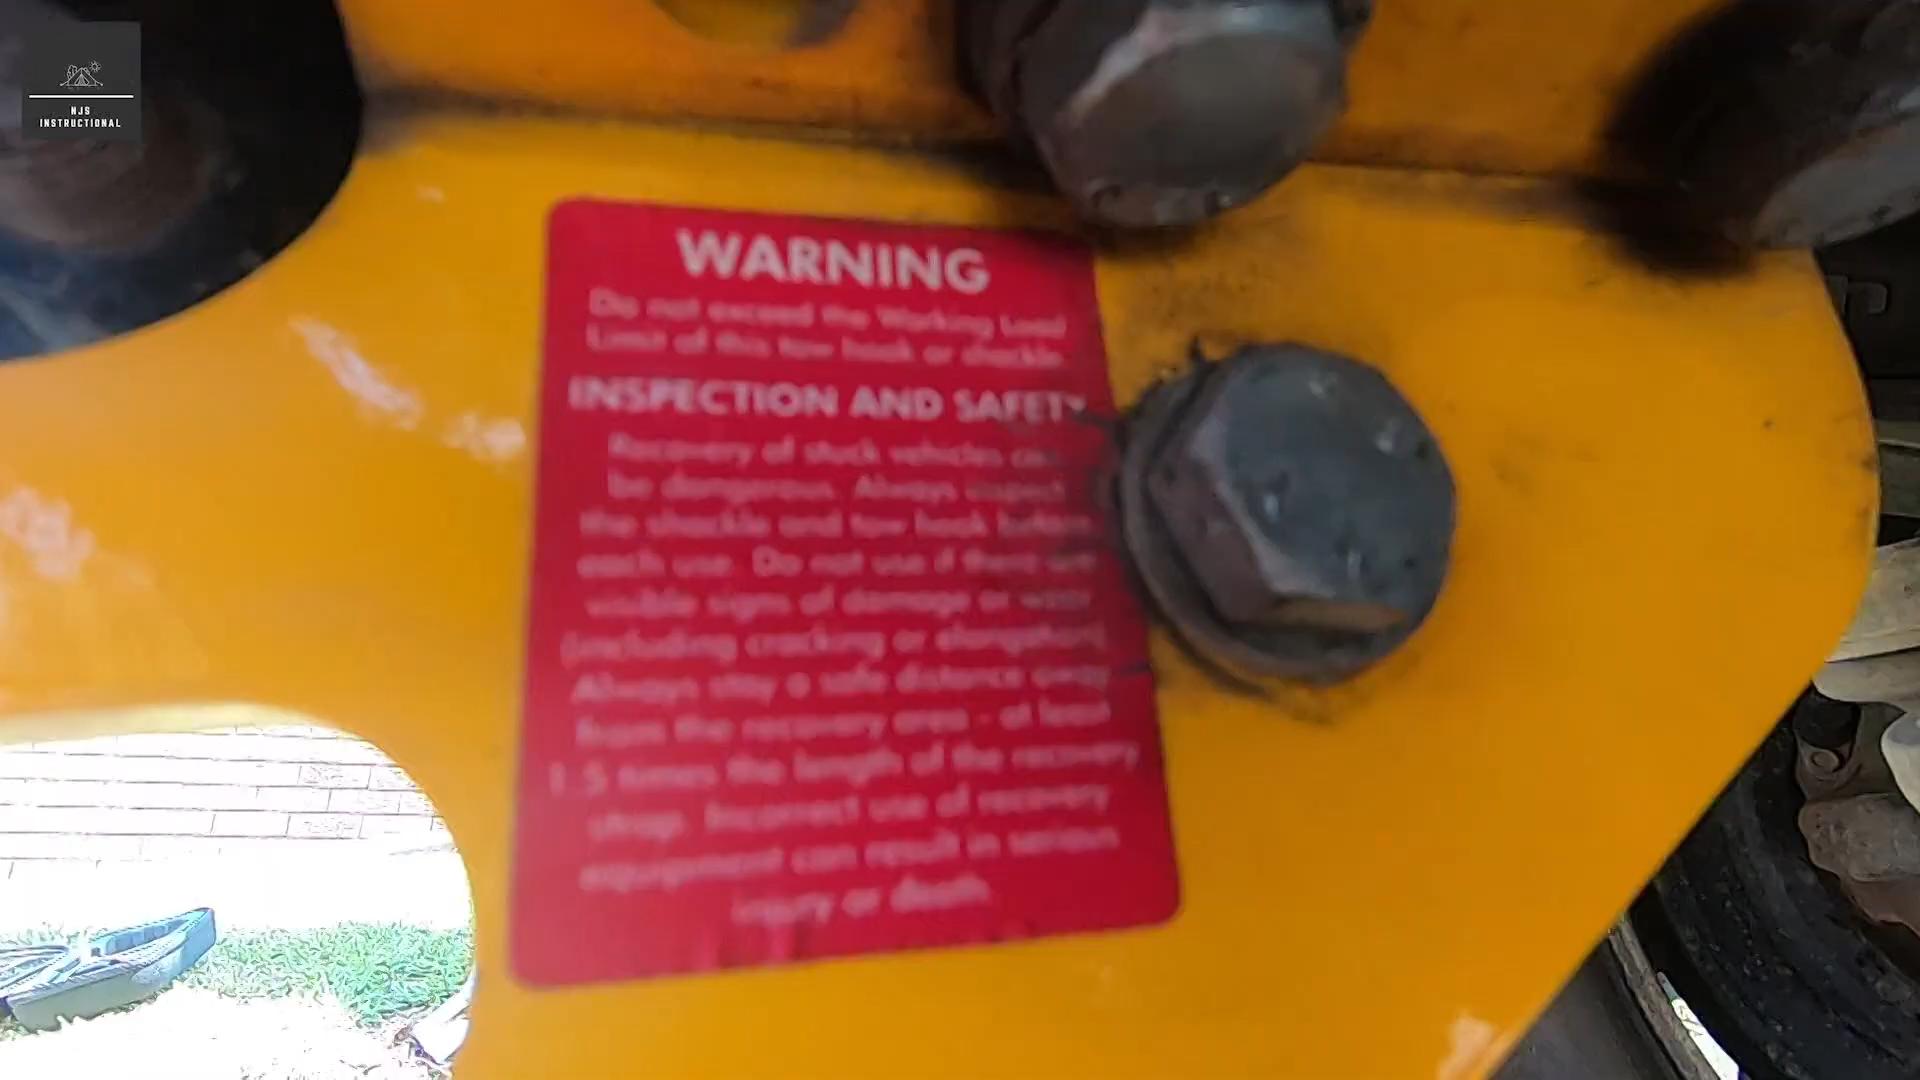 NJS
INSTRUCTIONAL
WARNING
Do not exceed the Working Load
Limit of this tow hook or shackle.
INSPECTION AND SAFETY
Recovery of stuck vehicles can
be dangerous. Always inspect
the shackle and tow hook before
each use. Do not use if there are
visible signs of damage or wear
(including cracking or elongation).
Always stay a safe distance away
from the recovery area - at least
1.5 times the length of the recovery
strap. Incorrect use of recovery
equipment can result in serious
injury or death.